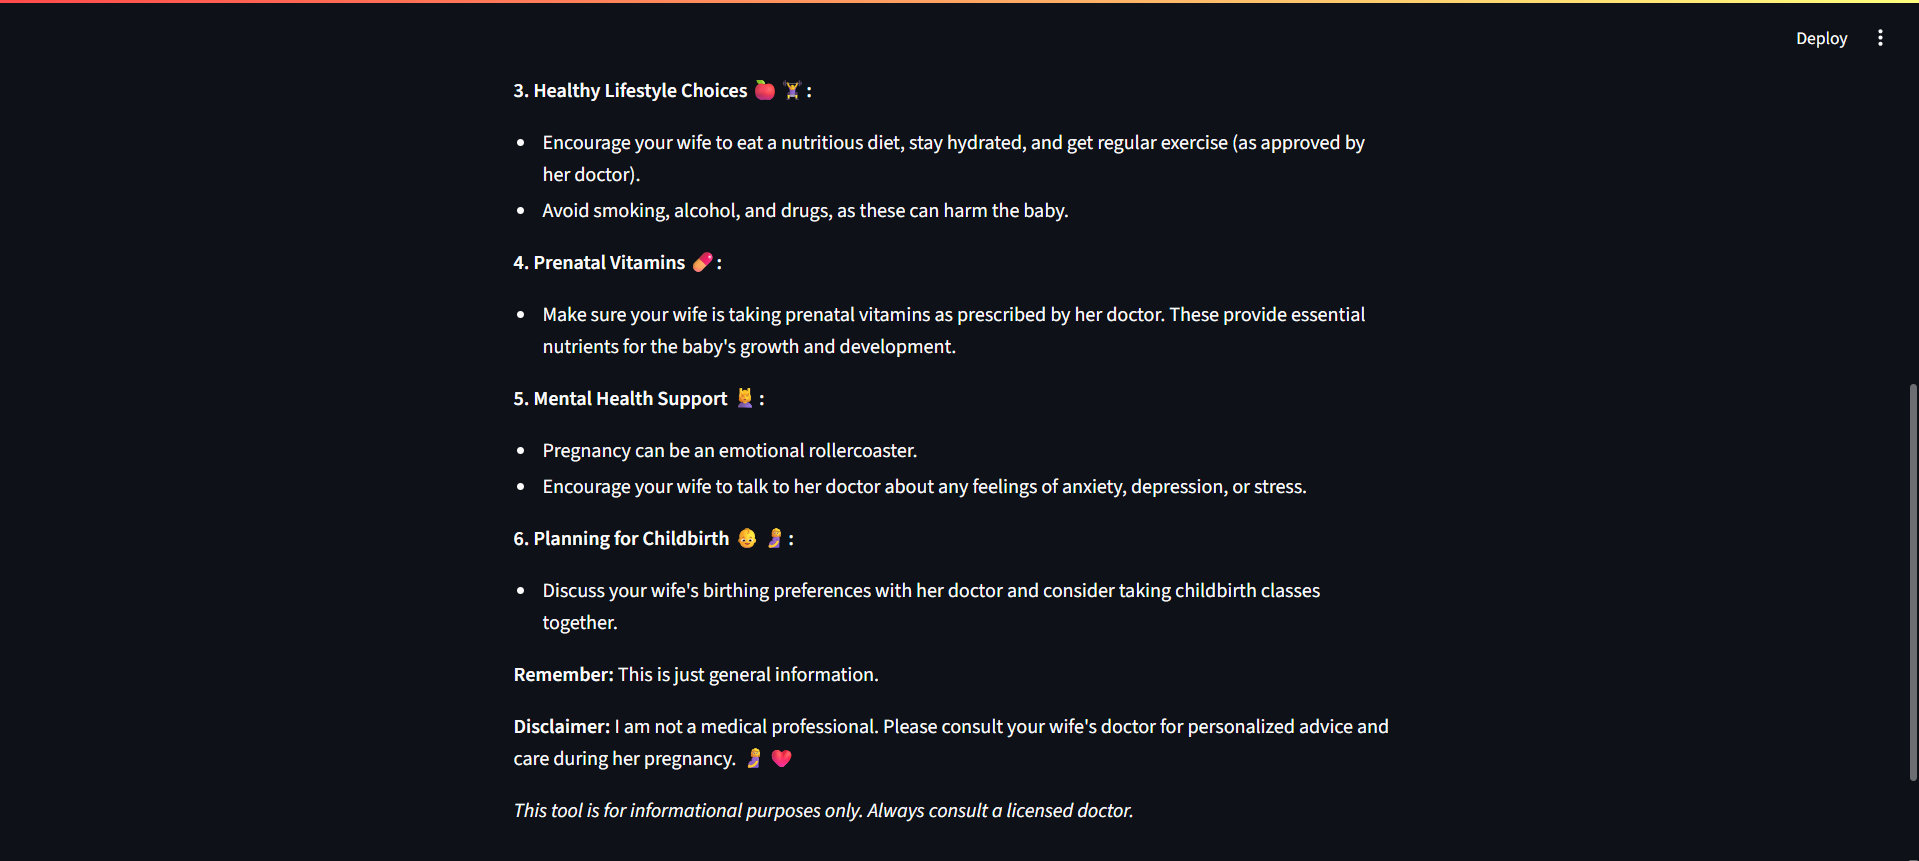 Deploy
3. Healthy Lifestyle Choices 🍎 🏋️‍♀️ :
• Encourage your wife to eat a nutritious diet, stay hydrated, and get regular exercise (as approved by
her doctor).
• Avoid smoking, alcohol, and drugs, as these can harm the baby.
4. Prenatal Vitamins 💊 :
• Make sure your wife is taking prenatal vitamins as prescribed by her doctor. These provide essential
nutrients for the baby's growth and development.
5. Mental Health Support 💆‍♀️ :
• Pregnancy can be an emotional rollercoaster.
• Encourage your wife to talk to her doctor about any feelings of anxiety, depression, or stress.
6. Planning for Childbirth 👶 🤰 :
• Discuss your wife's birthing preferences with her doctor and consider taking childbirth classes
together.
Remember: This is just general information.
Disclaimer: I am not a medical professional. Please consult your wife's doctor for personalized advice and
care during her pregnancy. 🤰 ❤️
This tool is for informational purposes only. Always consult a licensed doctor.